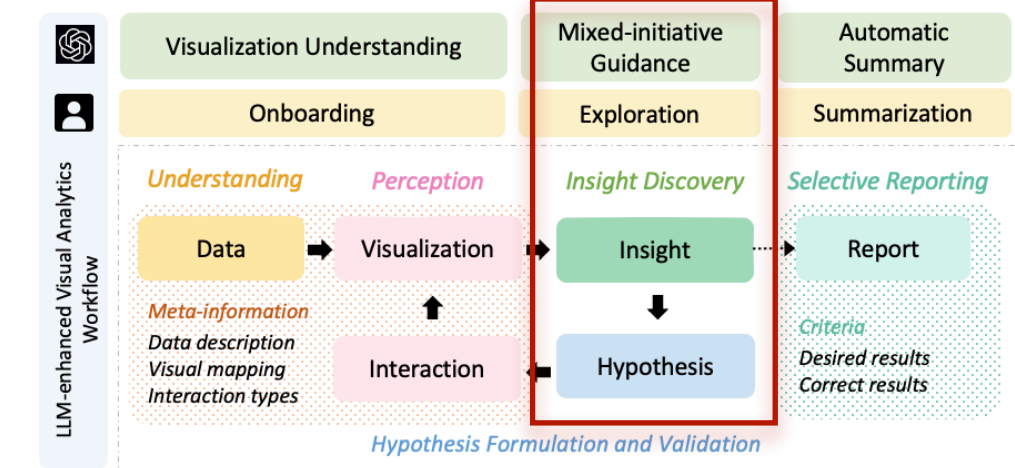 Visualization Understanding
Mixed-initiative
Guidance
Automatic
Summary
Onboarding
Exploration
Summarization
LLM-enhanced Visual Analytics
Workflow
Understanding
Perception
Insight Discovery
Selective Reporting
Data
Visualization
Insight
Report
Meta-information
Data description
Visual mapping
Interaction types
Interaction
Hypothesis
Criteria
Desired results
Correct results
Hypothesis Formulation and Validation